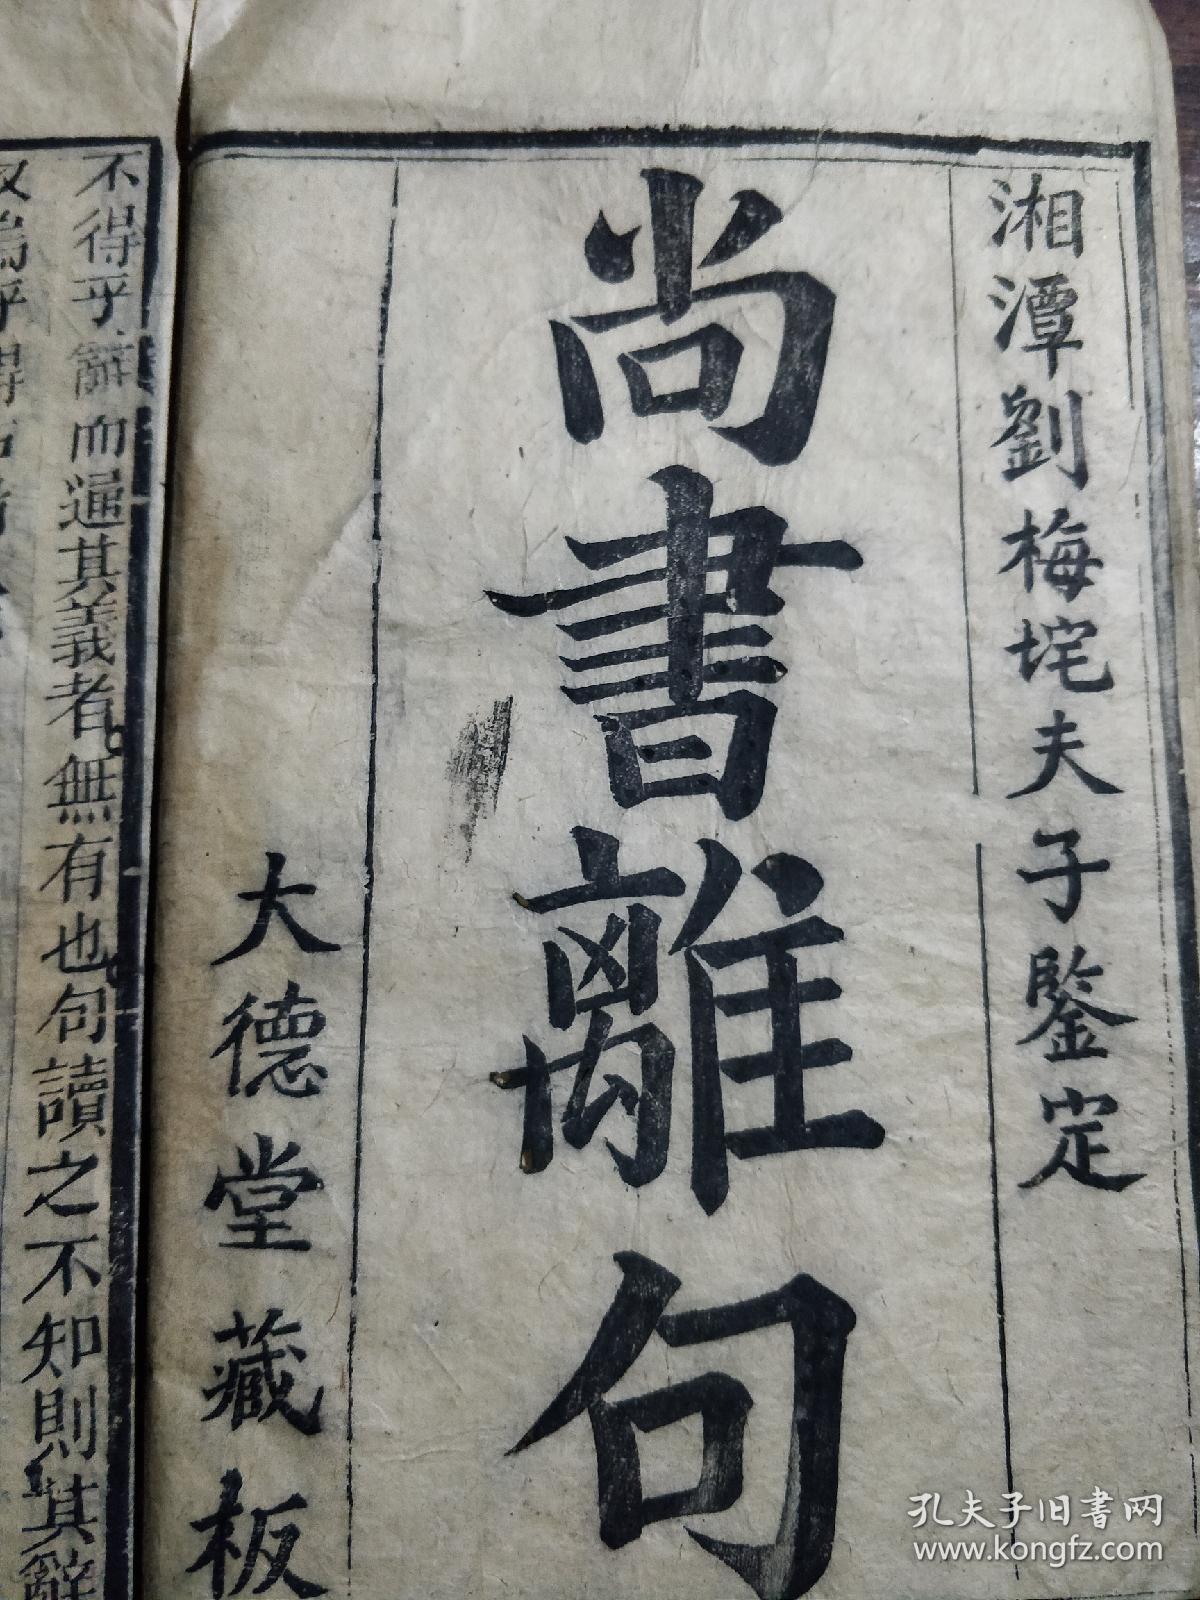 湘潭劉梅垞夫子鑒定
尚書離句
大德堂藏板
不得乎辭而通其義者無有也句讀之不知則其辭
孔夫子旧書网
www.kongfz.com